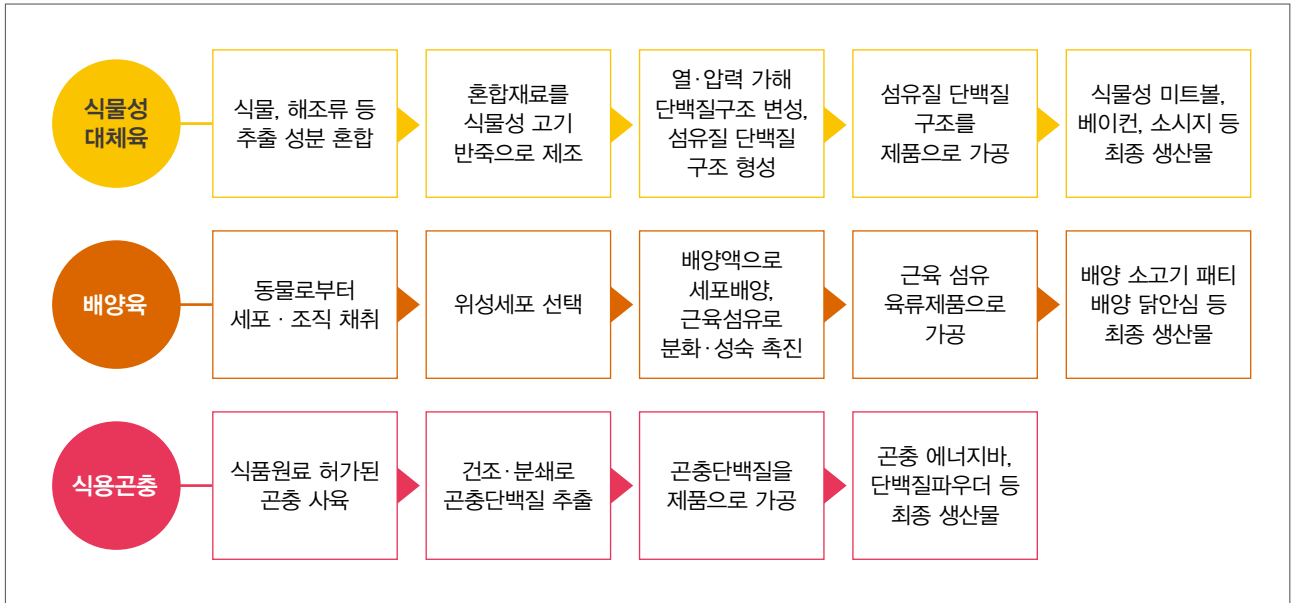 식물성
대체육
식물, 해조류 등
추출 성분 혼합
혼합재료를
식물성 고기
반죽으로 제조
열·압력 가해
단백질구조 변성,
섬유질 단백질
구조 형성
섬유질 단백질
구조를
제품으로 가공
식물성 미트볼,
베이컨, 소시지 등
최종 생산물
배양육
동물로부터
세포 · 조직 채취
위성세포 선택
배양액으로
세포배양,
근육섬유로
분화·성숙 촉진
근육 섬유
육류제품으로
가공
배양 소고기 패티
배양 닭안심 등
최종 생산물
식용곤충
식품원료 허가된
곤충 사육
건조·분쇄로
곤충단백질 추출
곤충단백질을
제품으로 가공
곤충 에너지바,
단백질파우더 등
최종 생산물